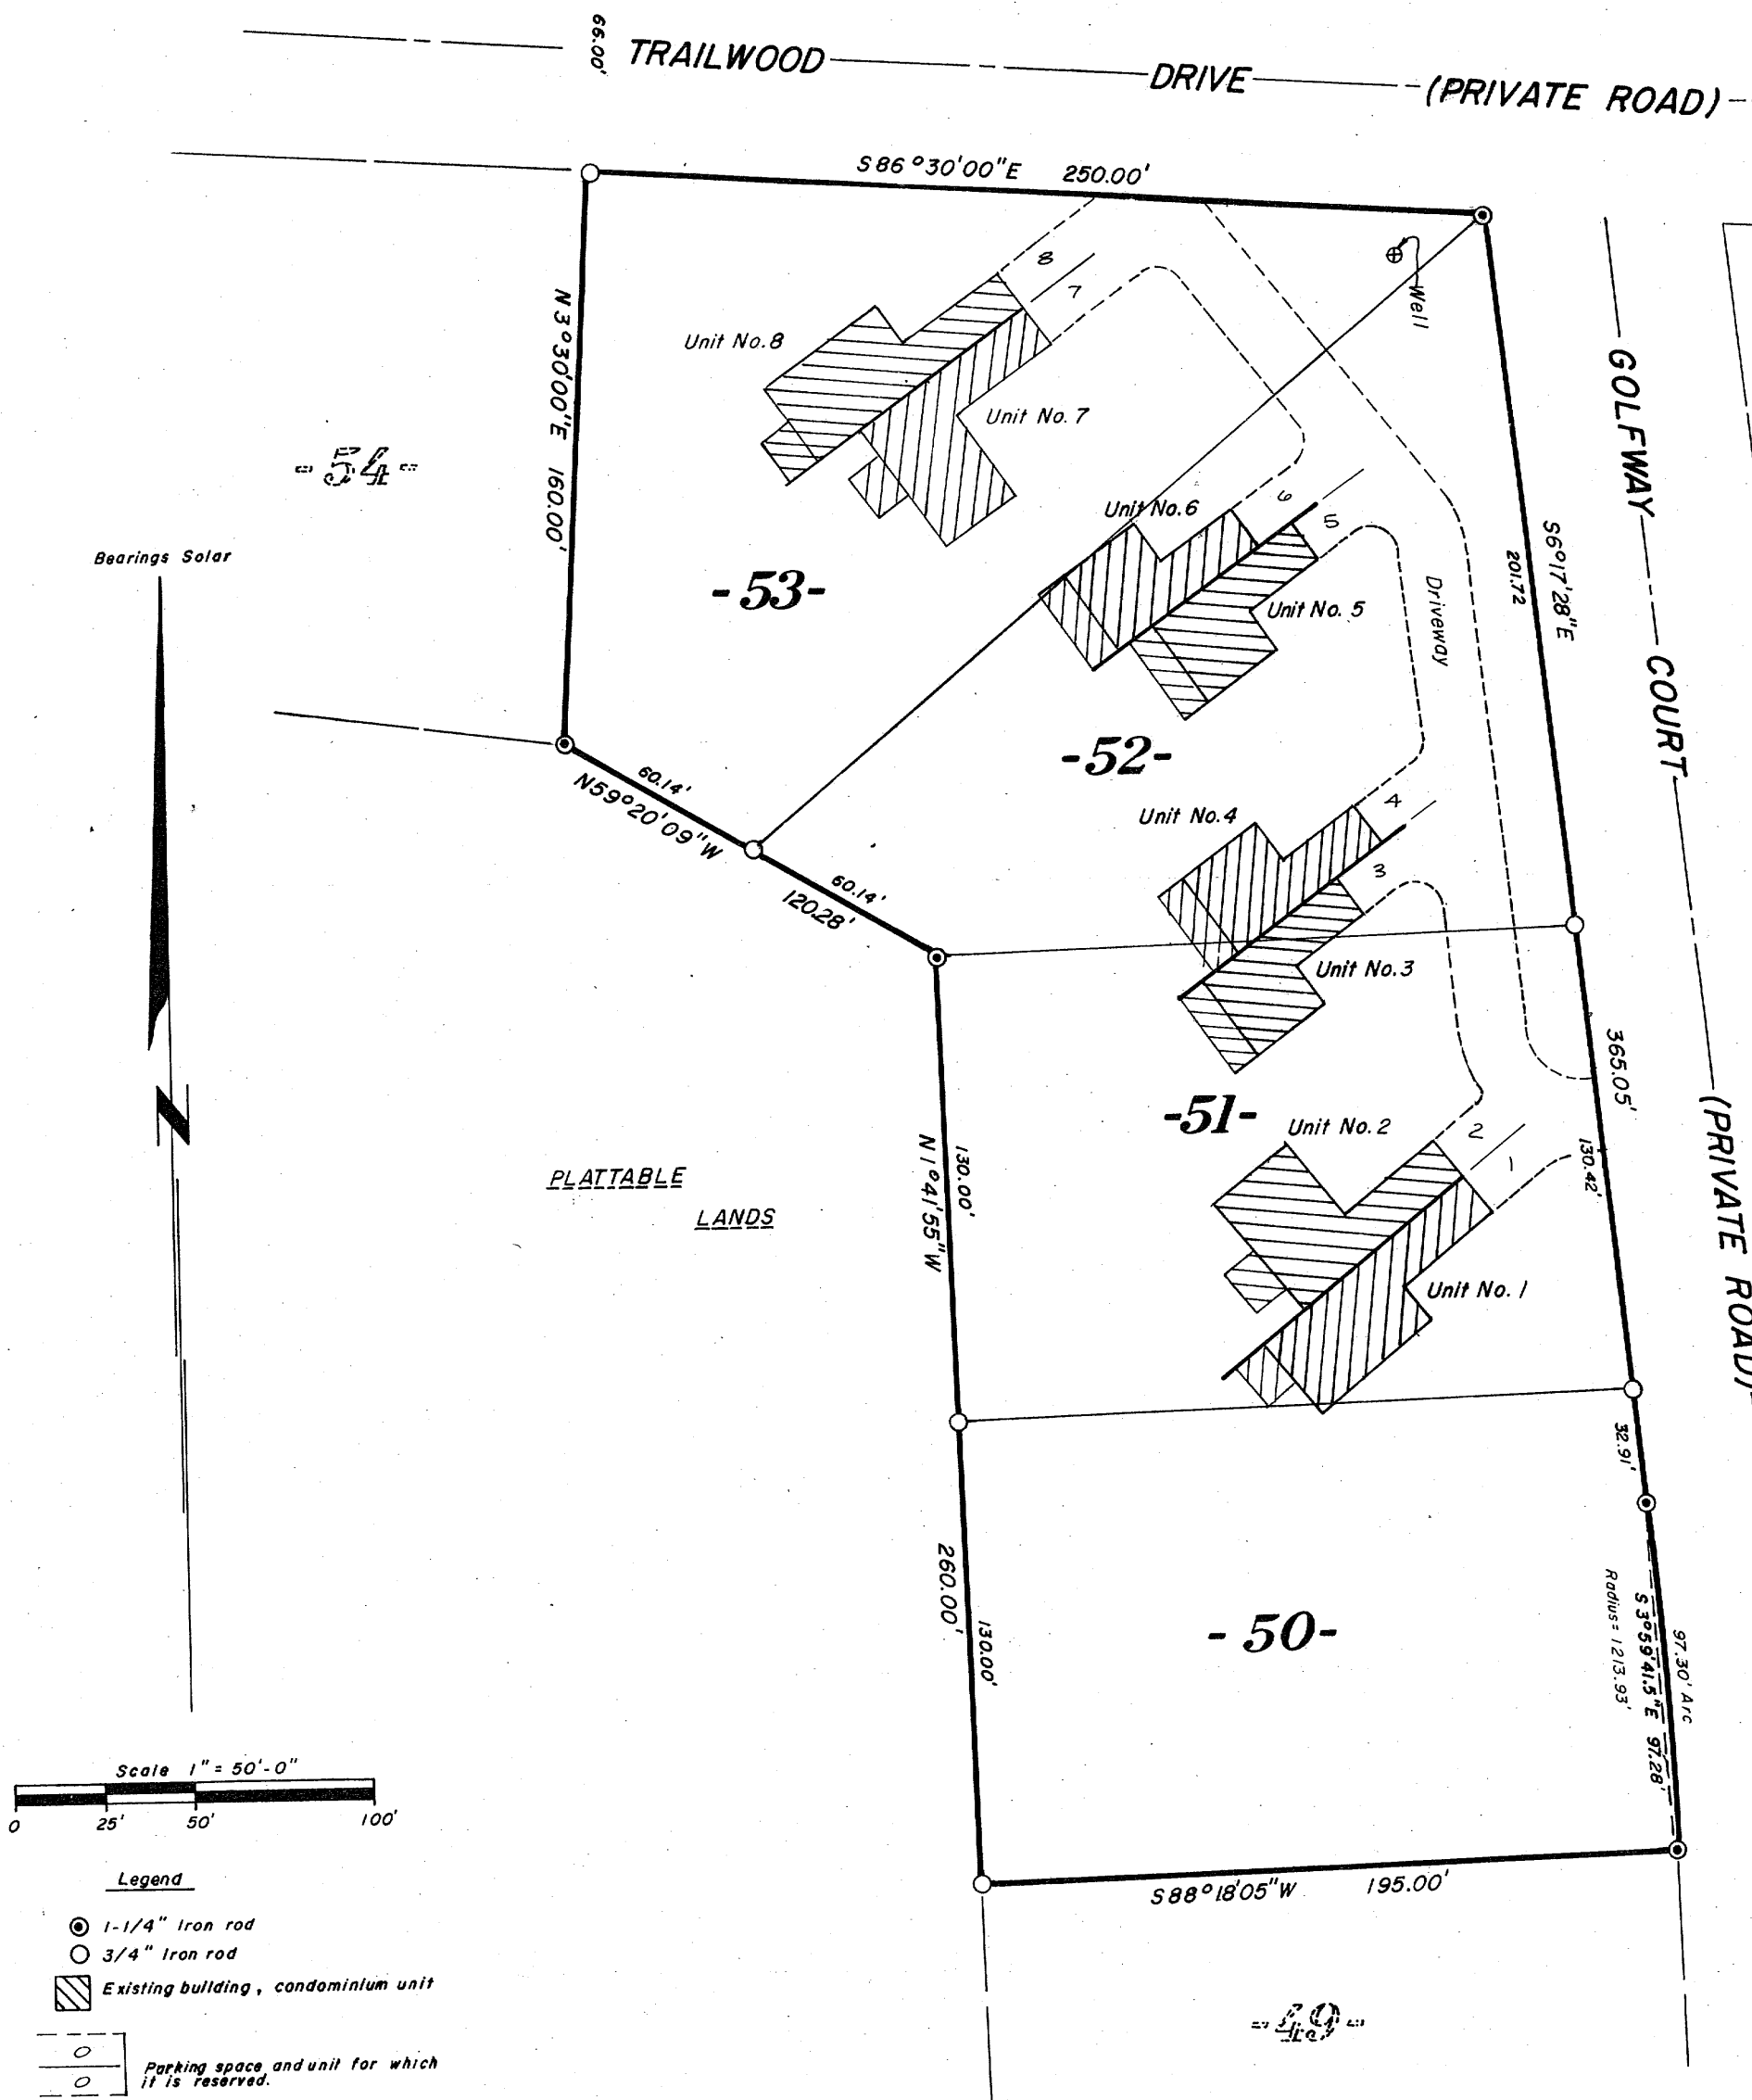 66.00'
TRAILWOOD DRIVE (PRIVATE ROAD)
S86°30'00"E 250.00'
Well
8
7
Unit No.8
Unit No.7
N3°30'00"E 160.00'
GOLFWAY COURT (PRIVATE ROAD)
-54-
Bearings Solar
Unit No.6
6
5
S6°17'28"E
201.72
-53-
Unit No. 5
Driveway
-52-
60.14'
N59°20'09"W
Unit No.4
4
3
60.14'
120.28'
Unit No.3
365.05'
N
-51-
Unit No.2
2
1
130.42'
130.00'
N1°41'55"W
PLATTABLE
LANDS
Unit No. 1
32.91'
260.00'
130.00'
-50-
Radius=1213.93'
S3°59'41.5"E 97.28'
97.30' Arc
Scale 1"=50'-0"
0 25' 50' 100'
S88°18'05"W 195.00'
Legend
1-1/4" Iron rod
3/4" Iron rod
Existing building, condominium unit
0
0
Parking space and unit for which
it is reserved.
-49-